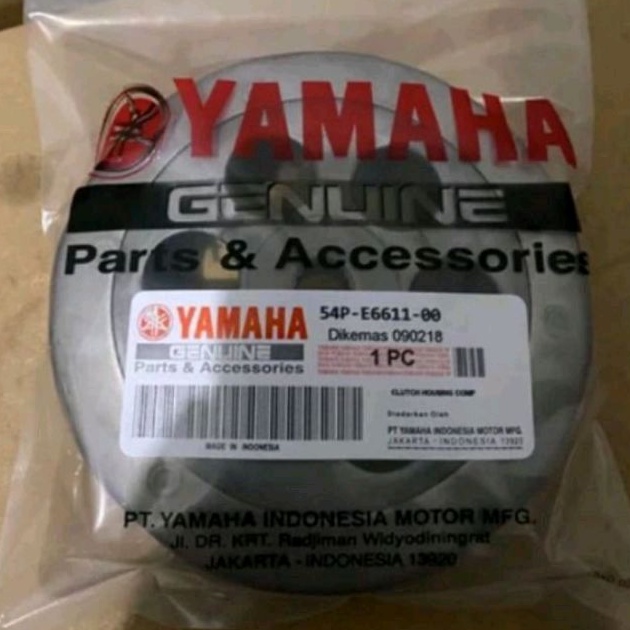 YAMAHA
GENUINE
Parts & Accessories
YAMAHA
GENUINE
Parts & Accessories
54P-E6611-00
Dikemas 090218
1 PC
CLUTCH HOUSING COMP
Diedarkan Oleh
PT YAMAHA INDONESIA MOTOR MFG.
JAKARTA - INDONESIA 13920
MADE IN INDONESIA
PT. YAMAHA INDONESIA MOTOR MFG.
Jl. DR. KRT. Radjiman Widyodiningrat
JAKARTA - INDONESIA 13920